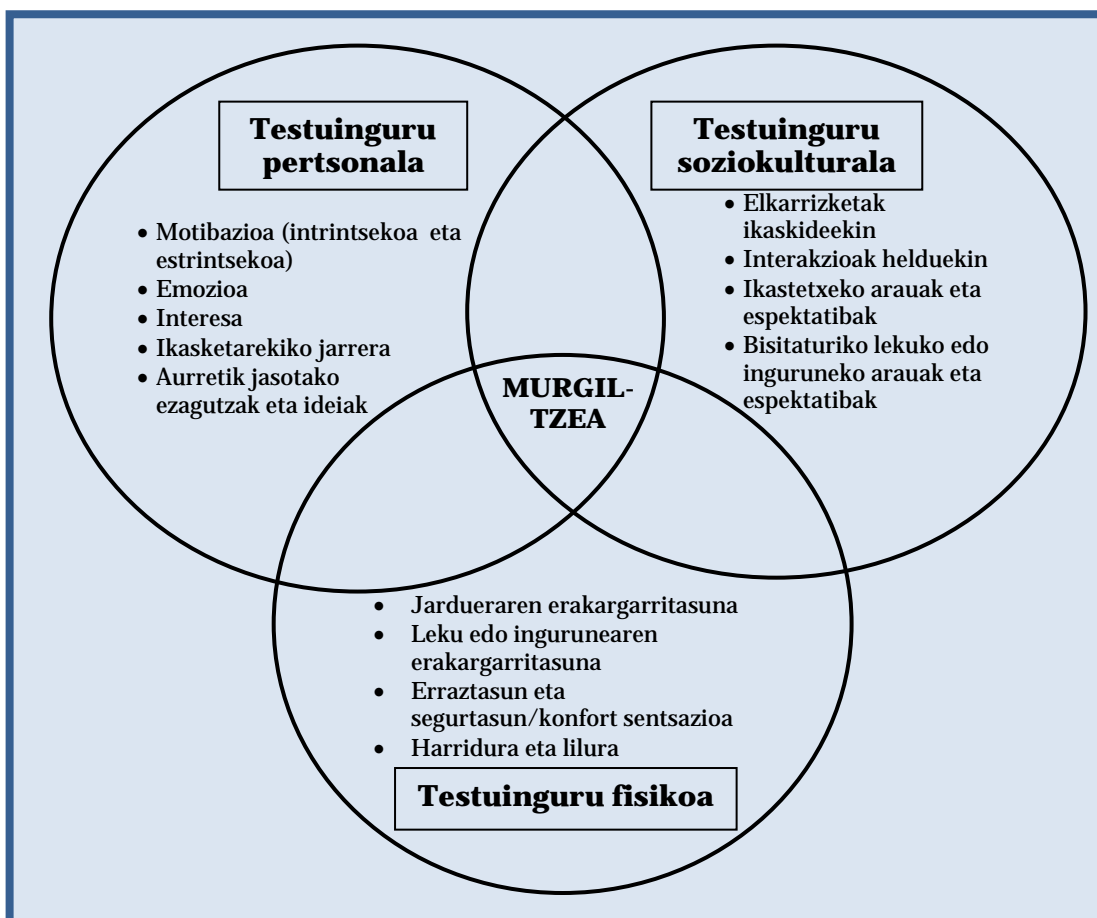 Testuinguru
pertsonala
• Motibazioa (intrintsekoa eta
estrintsekoa)
• Emozioa
• Interesa
• Ikasketarekiko jarrera
• Aurretik jasotako
ezagutzak eta ideiak
Testuinguru
soziokulturala
• Elkarrizketak
ikaskideekin
• Interakzioak helduekin
• Ikastetxeko arauak eta
espektatibak
• Bisitaturiko lekuko edo
inguruneko arauak eta
espektatibak
MURGIL-
TZEA
• Jardueraren erakargarritasuna
• Leku edo ingurunearen
erakargarritasuna
• Erraztasun eta
segurtasun/konfort sentsazioa
• Harridura eta lilura
Testuinguru fisikoa